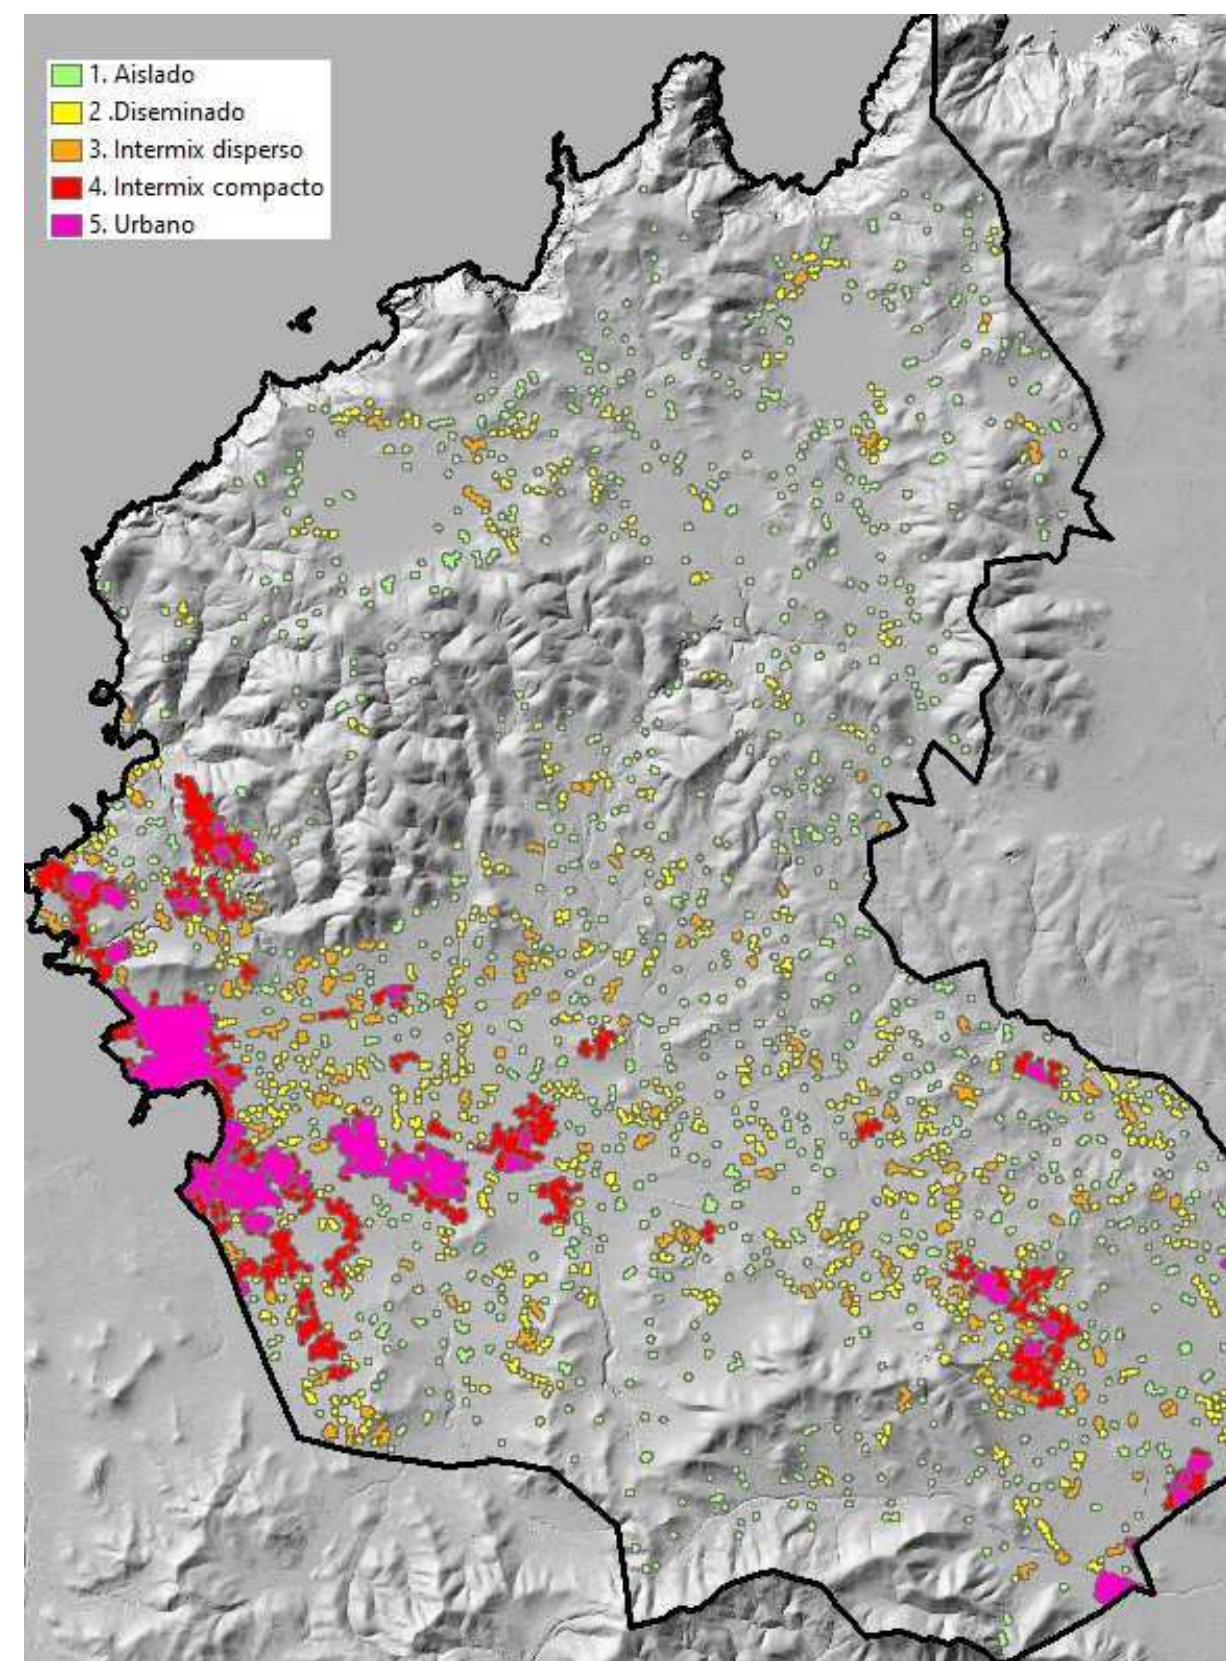 1. Aislado
2 .Diseminado
3. Intermix disperso
4. Intermix compacto
5. Urbano